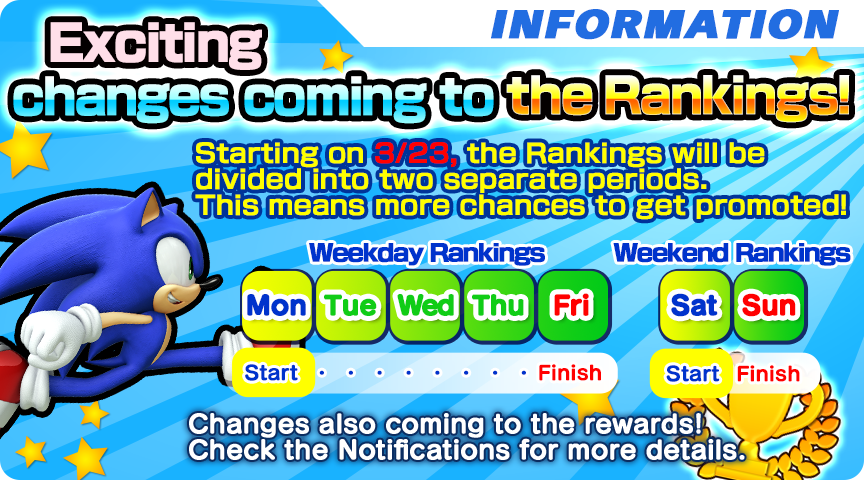 INFORMATION
Exciting
changes coming to the Rankings!
Starting on 3/23, the Rankings will be
divided into two separate periods.
This means more chances to get promoted!
Weekday Rankings
Mon Tue Wed Thu Fri
Start ........ Finish
Weekend Rankings
Sat Sun
Start Finish
Changes also coming to the rewards!
Check the Notifications for more details.